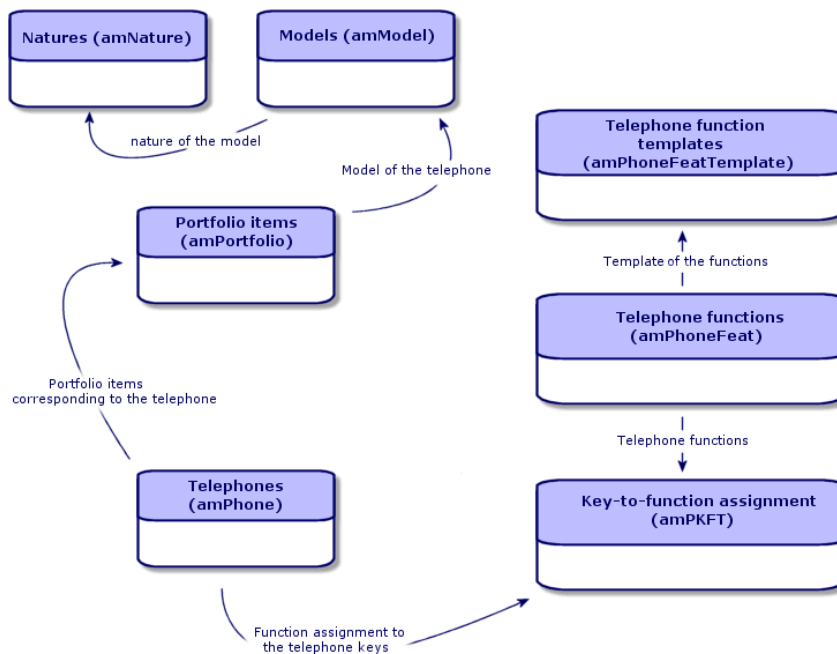 Natures (amNature)
Models (amModel)
nature of the model
Model of the telephone
Telephone function
templates
(amPhoneFeatTemplate)
Portfolio items
(amPortfolio)
Template of the functions
Telephone functions
(amPhoneFeat)
Portfolio items
corresponding to the telephone
Telephone functions
Telephones
(amPhone)
Key-to-function assignment
(amPKFT)
Function assignment to
the telephone keys